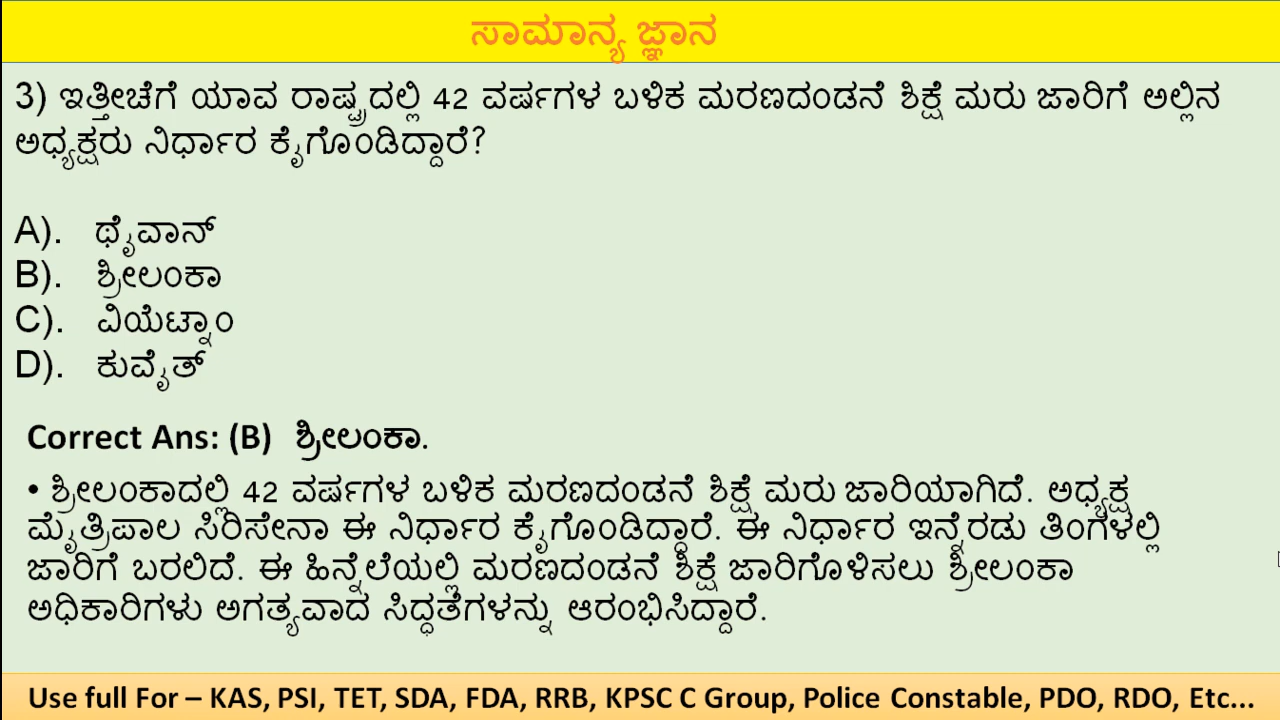 ಸಾಮಾನ್ಯ ಜ್ಞಾನ
3) ಇತ್ತೀಚೆಗೆ ಯಾವ ರಾಷ್ಟ್ರದಲ್ಲಿ 42 ವರ್ಷಗಳ ಬಳಿಕ ಮರಣದಂಡನೆ ಶಿಕ್ಷೆ ಮರು ಜಾರಿಗೆ ಅಲ್ಲಿನ
ಅಧ್ಯಕ್ಷರು ನಿರ್ಧಾರ ಕೈಗೊಂಡಿದ್ದಾರೆ?
A). ಥೈವಾನ್
B). ಶ್ರೀಲಂಕಾ
C). ವಿಯೆಟ್ನಾಂ
D). ಕುವೈತ್
Correct Ans: (B) ಶ್ರೀಲಂಕಾ.
• ಶ್ರೀಲಂಕಾದಲ್ಲಿ 42 ವರ್ಷಗಳ ಬಳಿಕ ಮರಣದಂಡನೆ ಶಿಕ್ಷೆ ಮರು ಜಾರಿಯಾಗಿದೆ. ಅಧ್ಯಕ್ಷ
ಮೈತ್ರಿಪಾಲ ಸಿರಿಸೇನಾ ಈ ನಿರ್ಧಾರ ಕೈಗೊಂಡಿದ್ದಾರೆ. ಈ ನಿರ್ಧಾರ ಇನ್ನೆರಡು ತಿಂಗಳಲ್ಲಿ
ಜಾರಿಗೆ ಬರಲಿದೆ. ಈ ಹಿನ್ನೆಲೆಯಲ್ಲಿ ಮರಣದಂಡನೆ ಶಿಕ್ಷೆ ಜಾರಿಗೊಳಿಸಲು ಶ್ರೀಲಂಕಾ
ಅಧಿಕಾರಿಗಳು ಅಗತ್ಯವಾದ ಸಿದ್ಧತೆಗಳನ್ನು ಆರಂಭಿಸಿದ್ದಾರೆ.
Use full For – KAS, PSI, TET, SDA, FDA, RRB, KPSC C Group, Police Constable, PDO, RDO, Etc...